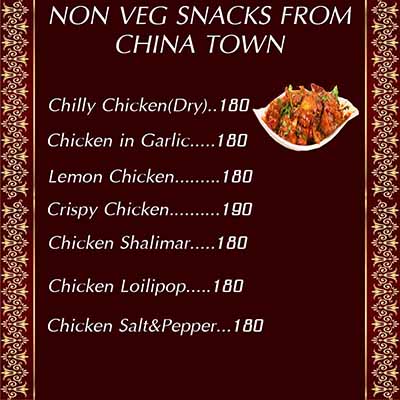 NON VEG SNACKS FROM
CHINA TOWN
Chilly Chicken(Dry)..180
Chicken in Garlic.....180
Lemon Chicken.........180
Crispy Chicken..........190
Chicken Shalimar.....180
Chicken Loilipop.....180
Chicken Salt&Pepper...180